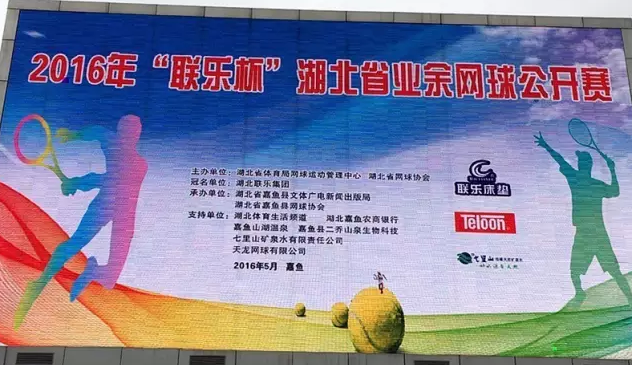 2016年“联乐杯”湖北省业余网球公开赛
主办单位：湖北省体育局网球运动管理中心 湖北省网球协会
冠名单位：湖北联乐集团
承办单位：湖北省嘉鱼县文体广电新闻出版局
湖北省嘉鱼县网球协会
支持单位：湖北体育生活频道 湖北嘉鱼农商银行
嘉鱼山湖温泉 嘉鱼县二乔山泉生物科技
七里山矿泉水有限责任公司
天龙网球有限公司
2016年5月 嘉鱼
联乐床垫
Teloon
七里山